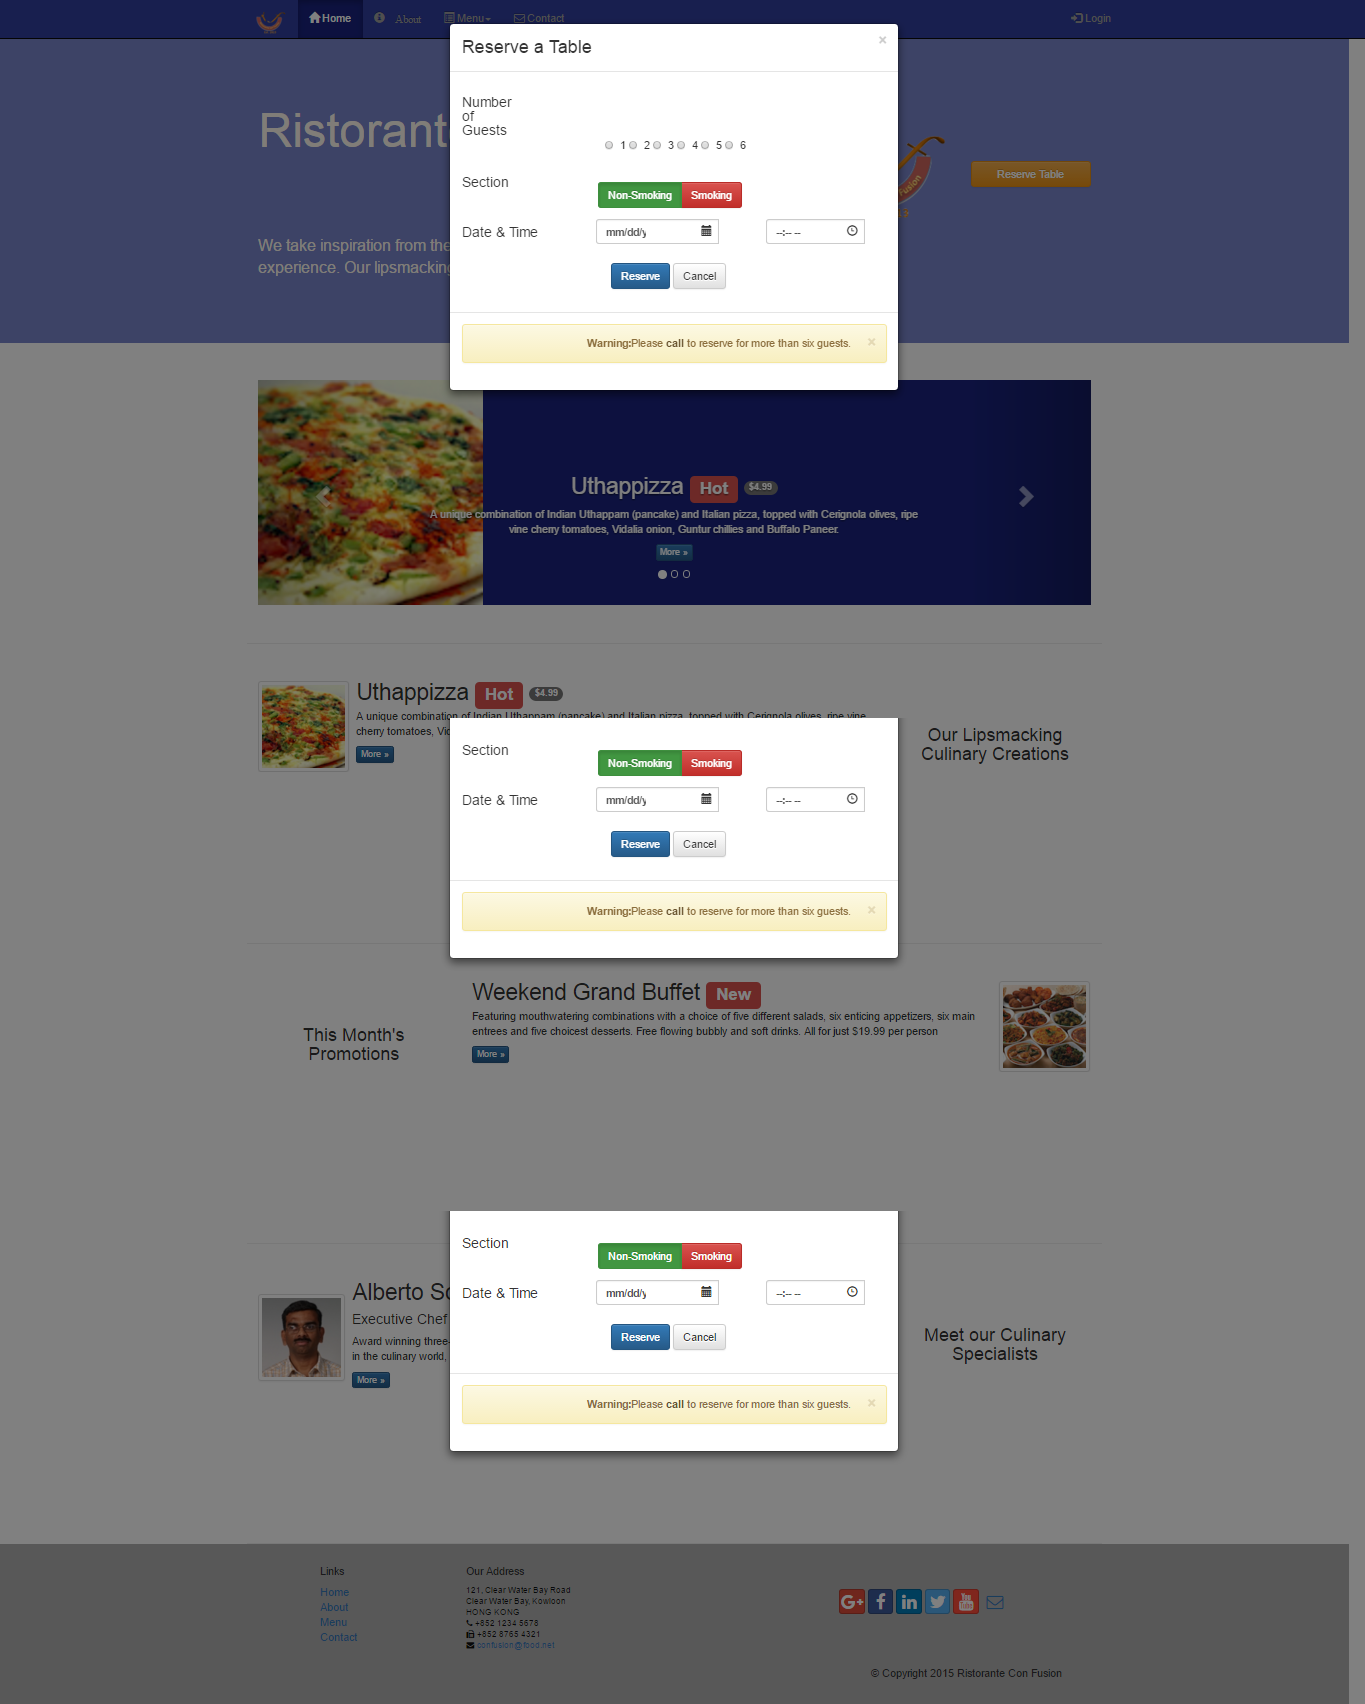 Home About Menu Contact Login
Reserve a Table ×
Number
of
Guests
1 2 3 4 5 6
Ristorante
Fusion
Reserve Table
Section Non-Smoking Smoking
Date & Time mm/dd/y --:-- --
We take inspiration from the
experience. Our lipsmacking
Reserve Cancel
Warning:Please call to reserve for more than six guests. ×
Uthappizza Hot $4.99
A unique combination of Indian Uthappam (pancake) and Italian pizza, topped with Cerignola olives, ripe
vine cherry tomatoes, Vidalia onion, Guntur chillies and Buffalo Paneer.
More »
Uthappizza Hot $4.99
A unique combination of Indian Uthappam (pancake) and Italian pizza, topped with Cerignola olives, ripe vine
cherry tomatoes,
More »
Our Lipsmacking
Culinary Creations
Section Non-Smoking Smoking
Date & Time mm/dd/y --:-- --
Reserve Cancel
Warning:Please call to reserve for more than six guests. ×
This Month's
Promotions
Weekend Grand Buffet New
Featuring mouthwatering combinations with a choice of five different salads, six enticing appetizers, six main
entrees and five choicest desserts. Free flowing bubbly and soft drinks. All for just $19.99 per person
More »
Section Non-Smoking Smoking
Date & Time mm/dd/y --:-- --
Reserve Cancel
Warning:Please call to reserve for more than six guests. ×
Alberto
Executive Chef
Award winning three-
in the culinary world,
More »
Meet our Culinary
Specialists
Links
Home
About
Menu
Contact
Our Address
121, Clear Water Bay Road
Clear Water Bay, Kowloon
HONG KONG
+852 1234 5678
+852 8765 4321
confusion@food.net
G+ f in You Tube
© Copyright 2015 Ristorante Con Fusion